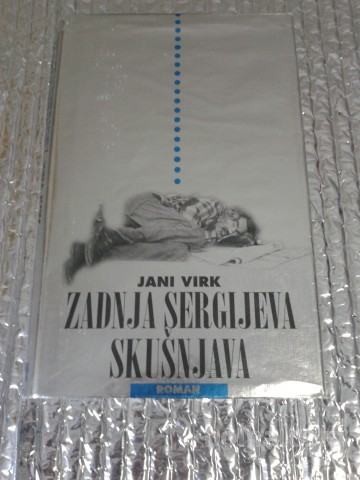 JANI VIRK
ZADNJA SERGIJEVA
SKUŠNJAVA
ROMAN